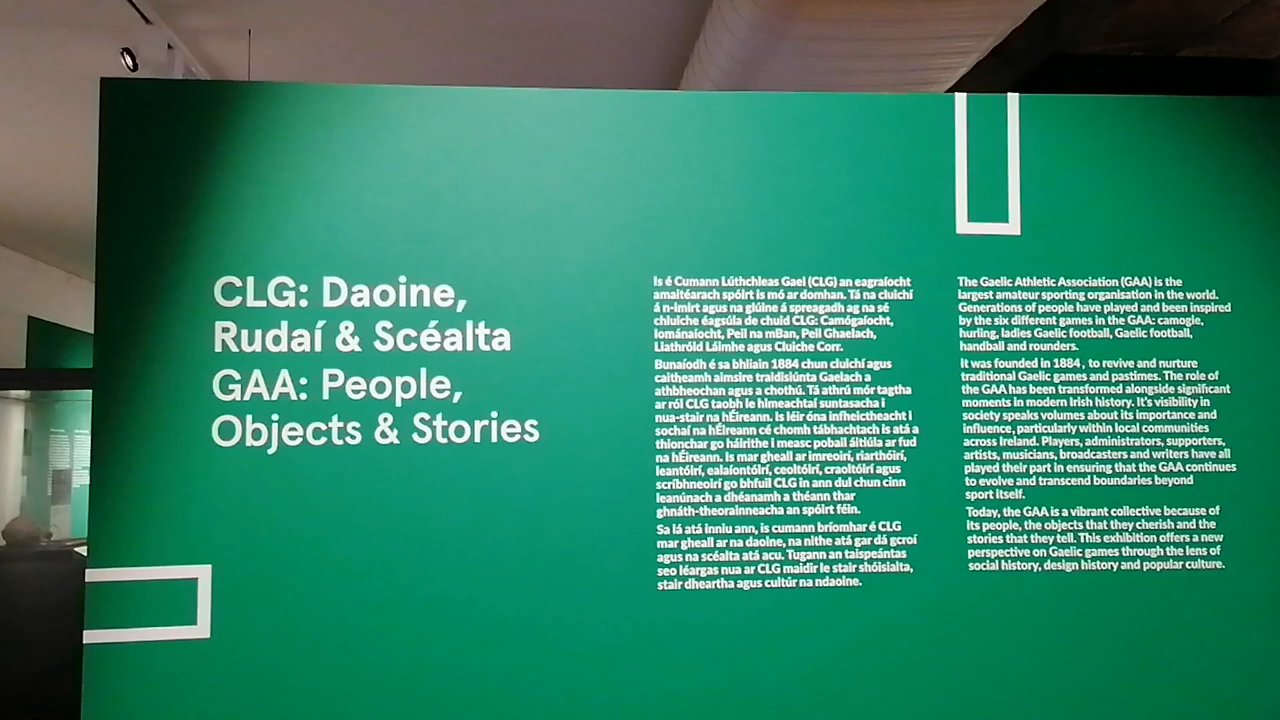 CLG: Daoine,
Rudaí & Scéalta
GAA: People,
Objects & Stories
Is é Cumann Lúthchleas Gael (CLG) an eagraíocht
amaitéarach spóirt is mó ar domhan. Tá na cluichí
á n-imirt agus na glúine á spreagadh ag na sé
chluiche éagsúla de chuid CLG: Camógaíocht,
Iománaíocht, Peil na mBan, Peil Ghaelach,
Liathróid Láimhe agus Cluiche Corr.
Bunaíodh é sa bhliain 1884 chun cluichí agus
caitheamh aimsire traidisiúnta Gaelach a
athbheochan agus a chothú. Tá athrú mór tagtha
ar ról CLG taobh le himeachtaí suntasacha i
nua-stair na hÉireann. Is léir óna infheictheacht i
sochaí na hÉireann cé chomh tábhachtach is atá a
thionchar go háirithe i measc pobail áitiúla ar fud
na hÉireann. Is mar gheall ar imreoirí, riarthóirí,
leantóirí, ealaíontóirí, ceoltóirí, craoltóirí agus
scríbhneoirí go bhfuil CLG in ann dul chun cinn
leanúnach a dhéanamh a théann thar
ghnáth-theorainneacha an spóirt féin.
Sa lá atá inniu ann, is cumann bríomhar é CLG
mar gheall ar na daoine, na nithe atá gar dá gcroí
agus na scéalta atá acu. Tugann an taispeántas
seo léargas nua ar CLG maidir le stair shóisialta,
stair dheartha agus cultúr na ndaoine.
The Gaelic Athletic Association (GAA) is the
largest amateur sporting organisation in the world.
Generations of people have played and been inspired
by the six different games in the GAA: camogie,
hurling, ladies Gaelic football, Gaelic football,
handball and rounders.
It was founded in 1884, to revive and nurture
traditional Gaelic games and pastimes. The role of
the GAA has been transformed alongside significant
moments in modern Irish history. It's visibility in
society speaks volumes about its importance and
influence, particularly within local communities
across Ireland. Players, administrators, supporters,
artists, musicians, broadcasters and writers have all
played their part in ensuring that the GAA continues
to evolve and transcend boundaries beyond
sport itself.
Today, the GAA is a vibrant collective because of
its people, the objects that they cherish and the
stories that they tell. This exhibition offers a new
perspective on Gaelic games through the lens of
social history, design history and popular culture.